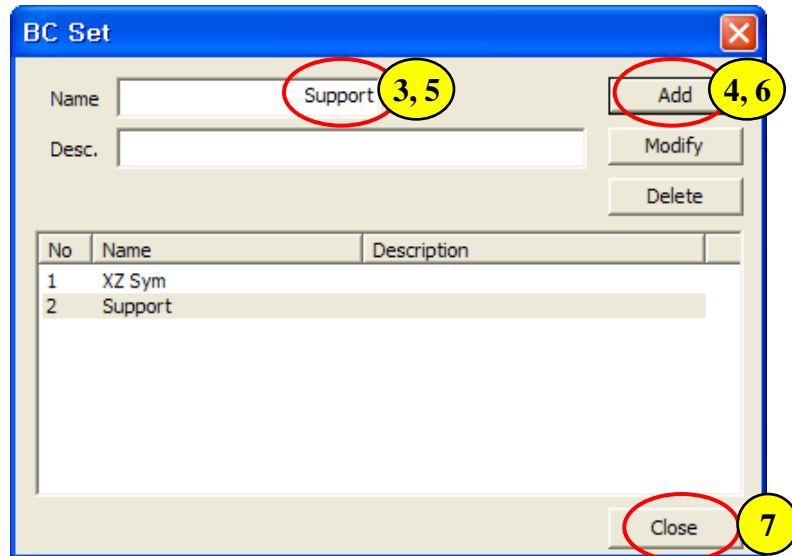 BC Set
Name Support 3, 5 Add 4, 6
Desc. Modify
Delete
No Name Description
1 XZ Sym
2 Support
Close 7